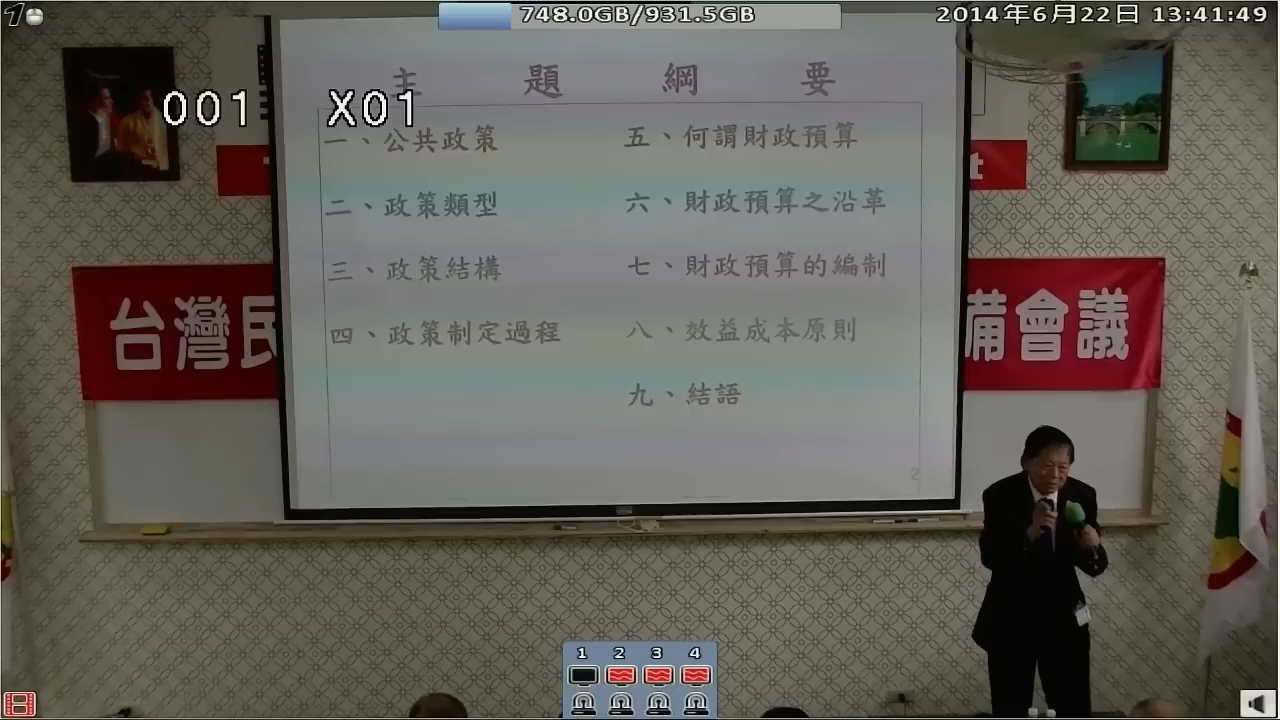 748.0GB/931.5GB
2014年6月22日 13:41:49
001 X01
主題綱要
一、公共政策
二、政策類型
三、政策結構
四、政策制定過程
五、何謂財政預算
六、財政預算之沿革
七、財政預算的編制
八、效益成本原則
九、結語
2
台灣民
備會議
t
1 2 3 4